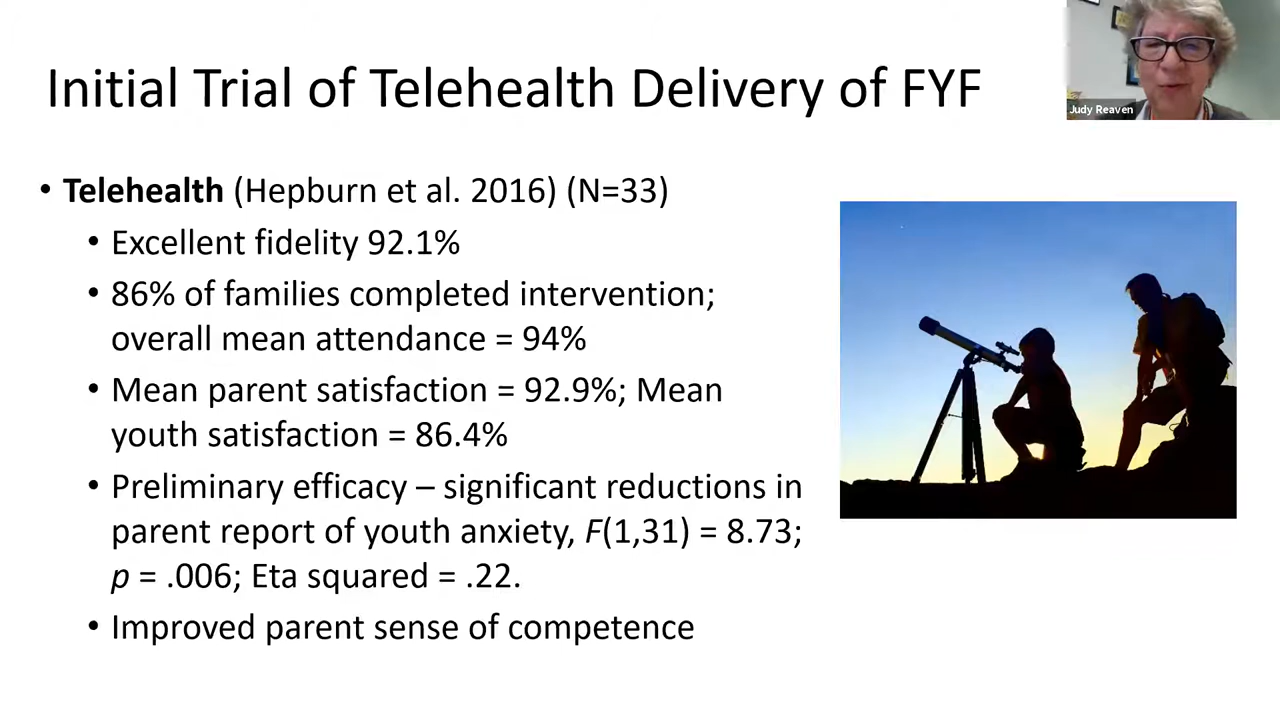 Initial Trial of Telehealth Delivery of FYF
Judy Reaven
• Telehealth (Hepburn et al. 2016) (N=33)
• Excellent fidelity 92.1%
• 86% of families completed intervention;
overall mean attendance = 94%
• Mean parent satisfaction = 92.9%; Mean
youth satisfaction = 86.4%
• Preliminary efficacy – significant reductions in
parent report of youth anxiety, F(1,31) = 8.73;
p = .006; Eta squared = .22.
• Improved parent sense of competence